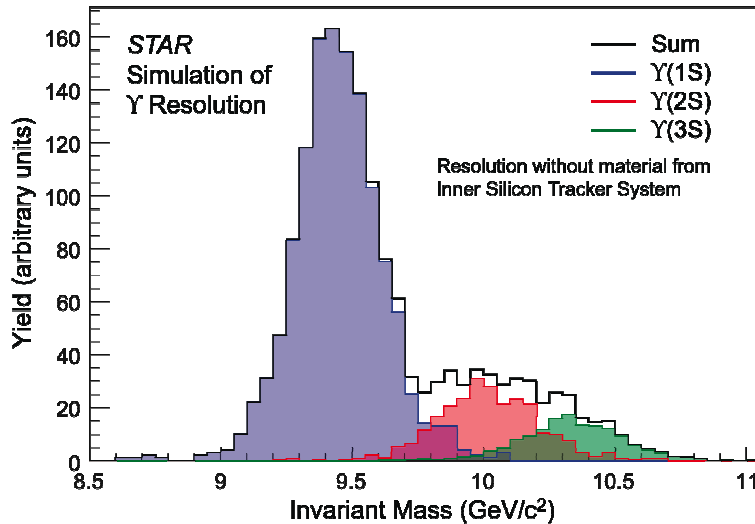 STAR
Simulation of
ϒ Resolution
Sum
ϒ(1S)
ϒ(2S)
ϒ(3S)
Resolution without material from
Inner Silicon Tracker System
Yield (arbitrary units)
160
140
120
100
80
60
40
20
0
8.5 9 9.5 10 10.5 11
Invariant Mass (GeV/c²)